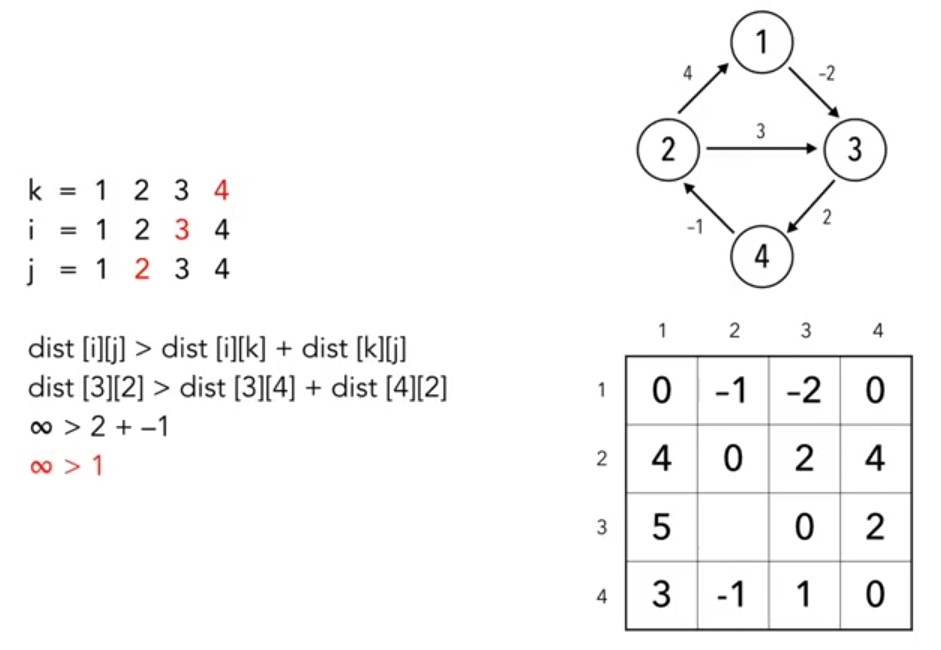 1
4
-2
2
3
3
-1
2
4
k = 1 2 3 4
i = 1 2 3 4
j = 1 2 3 4
dist [i][j] > dist [i][k] + dist [k][j]
dist [3][2] > dist [3][4] + dist [4][2]
∞ > 2 + –1
∞ > 1
1 2 3 4
1 0 –1 –2 0
2 4 0 2 4
3 5 0 2
4 3 -1 1 0